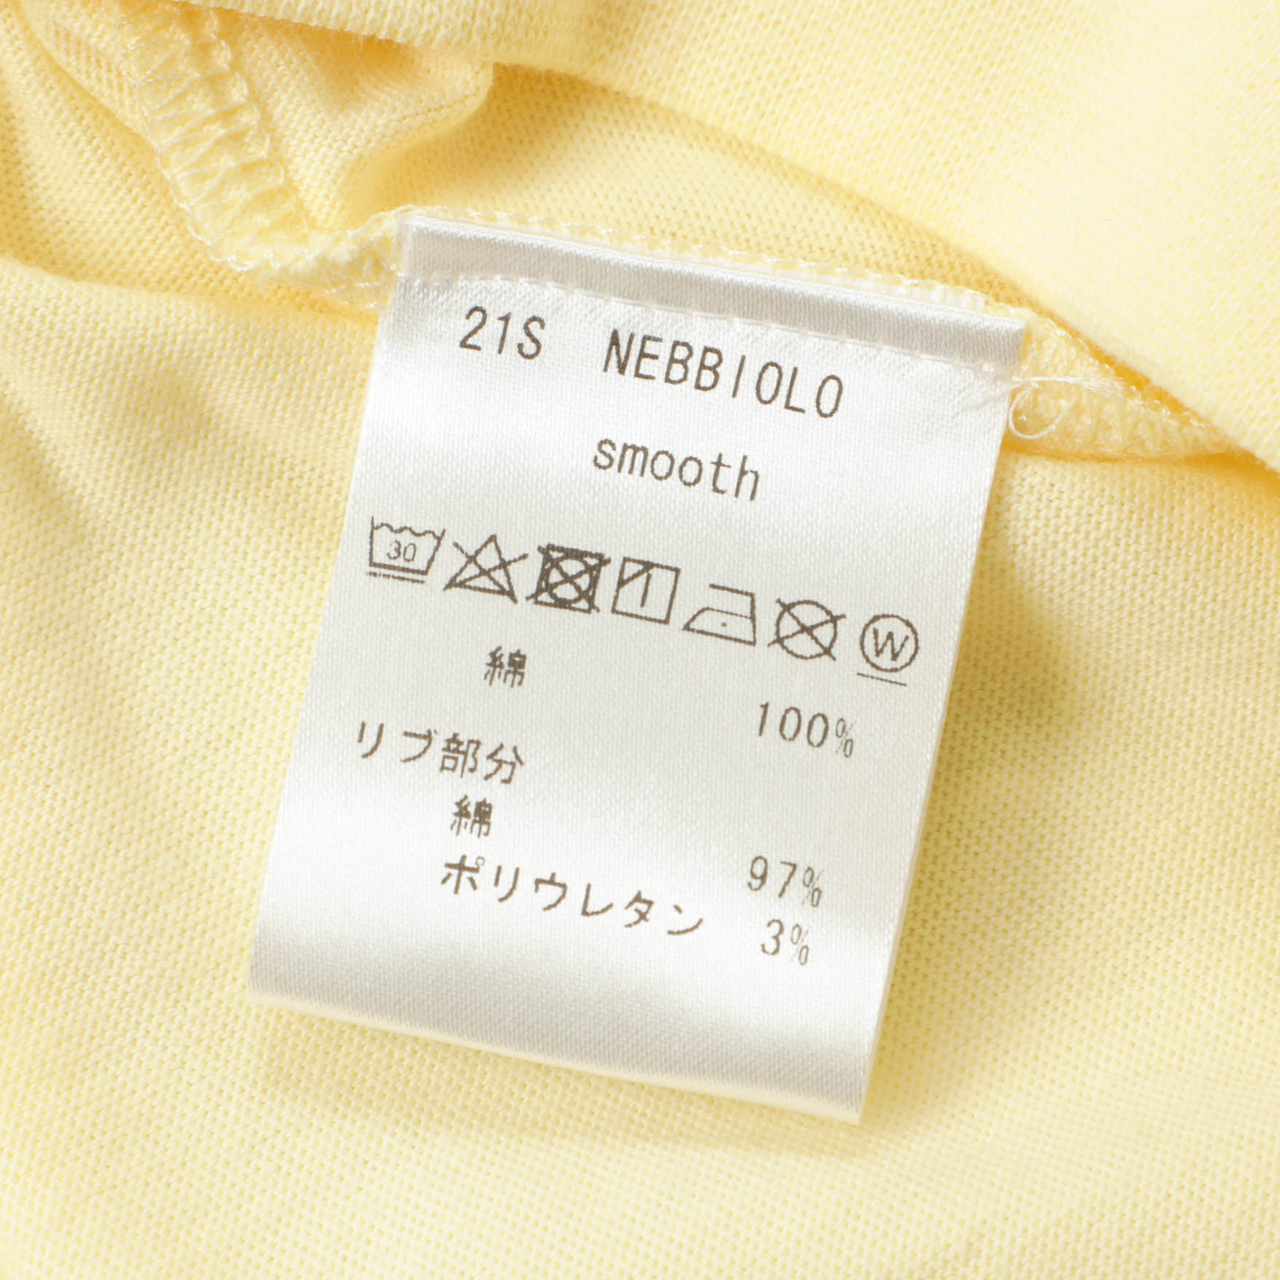 21S NEBBIOLO
smooth
30 W
綿 100%
リブ部分
綿 97%
ポリウレタン 3%